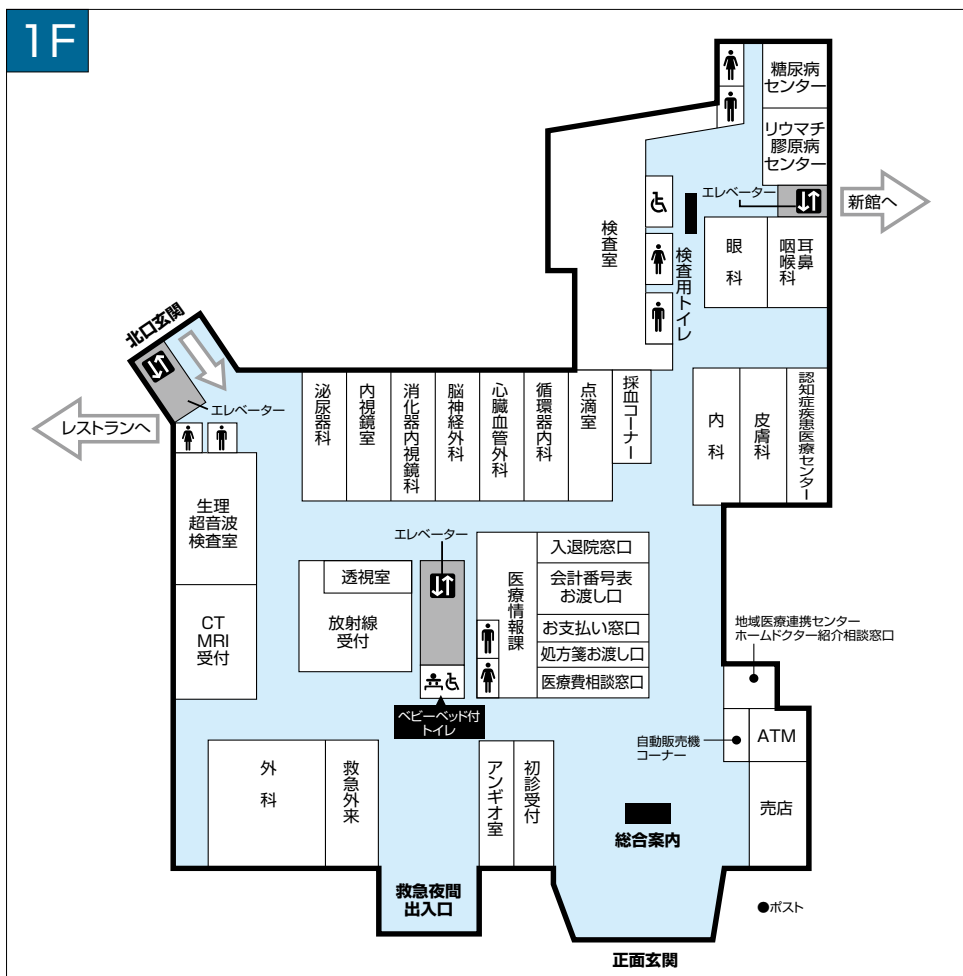 1F
糖尿病
センター
リウマチ
膠原病
センター
エレベーター
新館へ
検査室
検査用トイレ
眼科
耳鼻
咽喉科
北口玄関
エレベーター
レストランへ
泌尿器科
内視鏡室
消化器内視鏡科
脳神経外科
心臓血管外科
循環器内科
点滴室
採血コーナー
内科
皮膚科
認知症疾患医療センター
生理
超音波
検査室
エレベーター
透視室
放射線
受付
CT
MRI
受付
医療情報課
入退院窓口
会計番号表
お渡し口
お支払い窓口
処方箋お渡し口
医療費相談窓口
ベビーベッド付
トイレ
地域医療連携センター
ホームドクター紹介相談窓口
自動販売機
コーナー
ATM
売店
外科
救急外来
アンギオ室
初診受付
総合案内
救急夜間
出入口
正面玄関
●ポスト